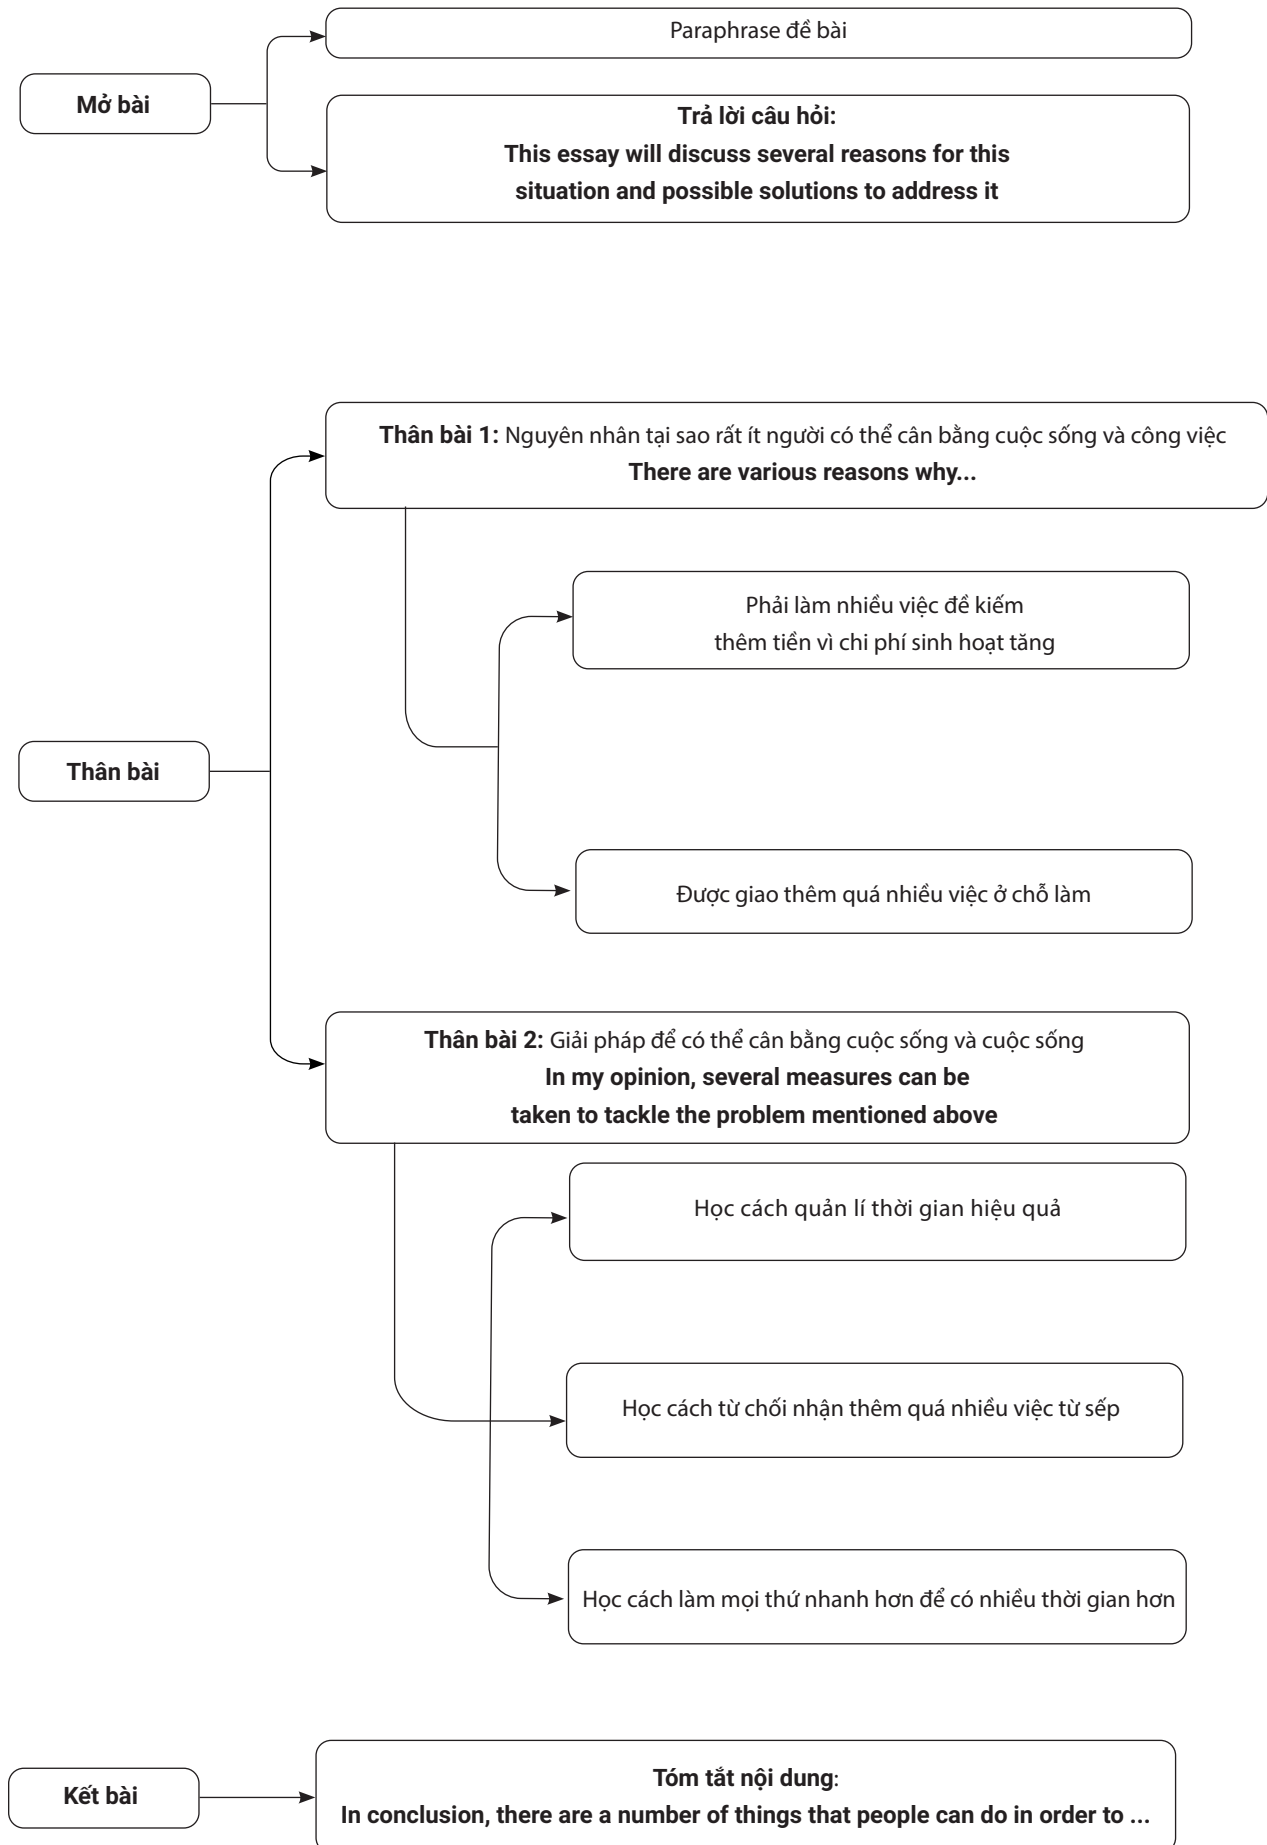 Paraphrase đề bài
Mở bài
Trả lời câu hỏi:
This essay will discuss several reasons for this
situation and possible solutions to address it
Thân bài 1: Nguyên nhân tại sao rất ít người có thể cân bằng cuộc sống và công việc
There are various reasons why...
Phải làm nhiều việc để kiếm
thêm tiền vì chi phí sinh hoạt tăng
Thân bài
Được giao thêm quá nhiều việc ở chỗ làm
Thân bài 2: Giải pháp để có thể cân bằng cuộc sống và cuộc sống
In my opinion, several measures can be
taken to tackle the problem mentioned above
Học cách quản lí thời gian hiệu quả
Học cách từ chối nhận thêm quá nhiều việc từ sếp
Học cách làm mọi thứ nhanh hơn để có nhiều thời gian hơn
Kết bài
Tóm tắt nội dung:
In conclusion, there are a number of things that people can do in order to ...